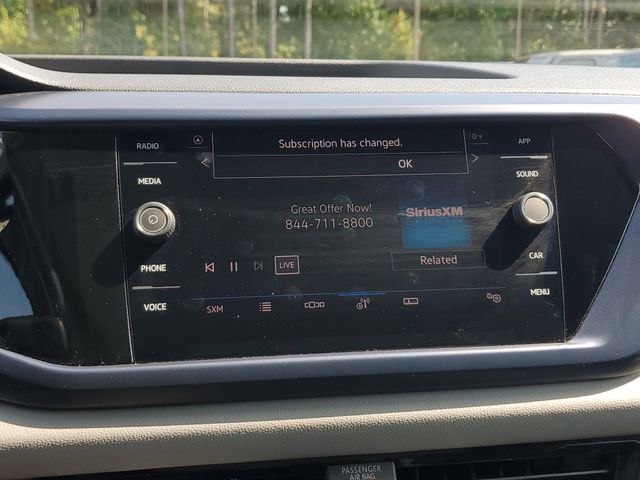 RADIO
MEDIA
PHONE
VOICE
Subscription has changed.
OK
Great Offer Now!
844-711-8800
SiriusXM
LIVE
Related
SXM
APP
SOUND
CAR
MENU
PASSENGER
AIR BAG